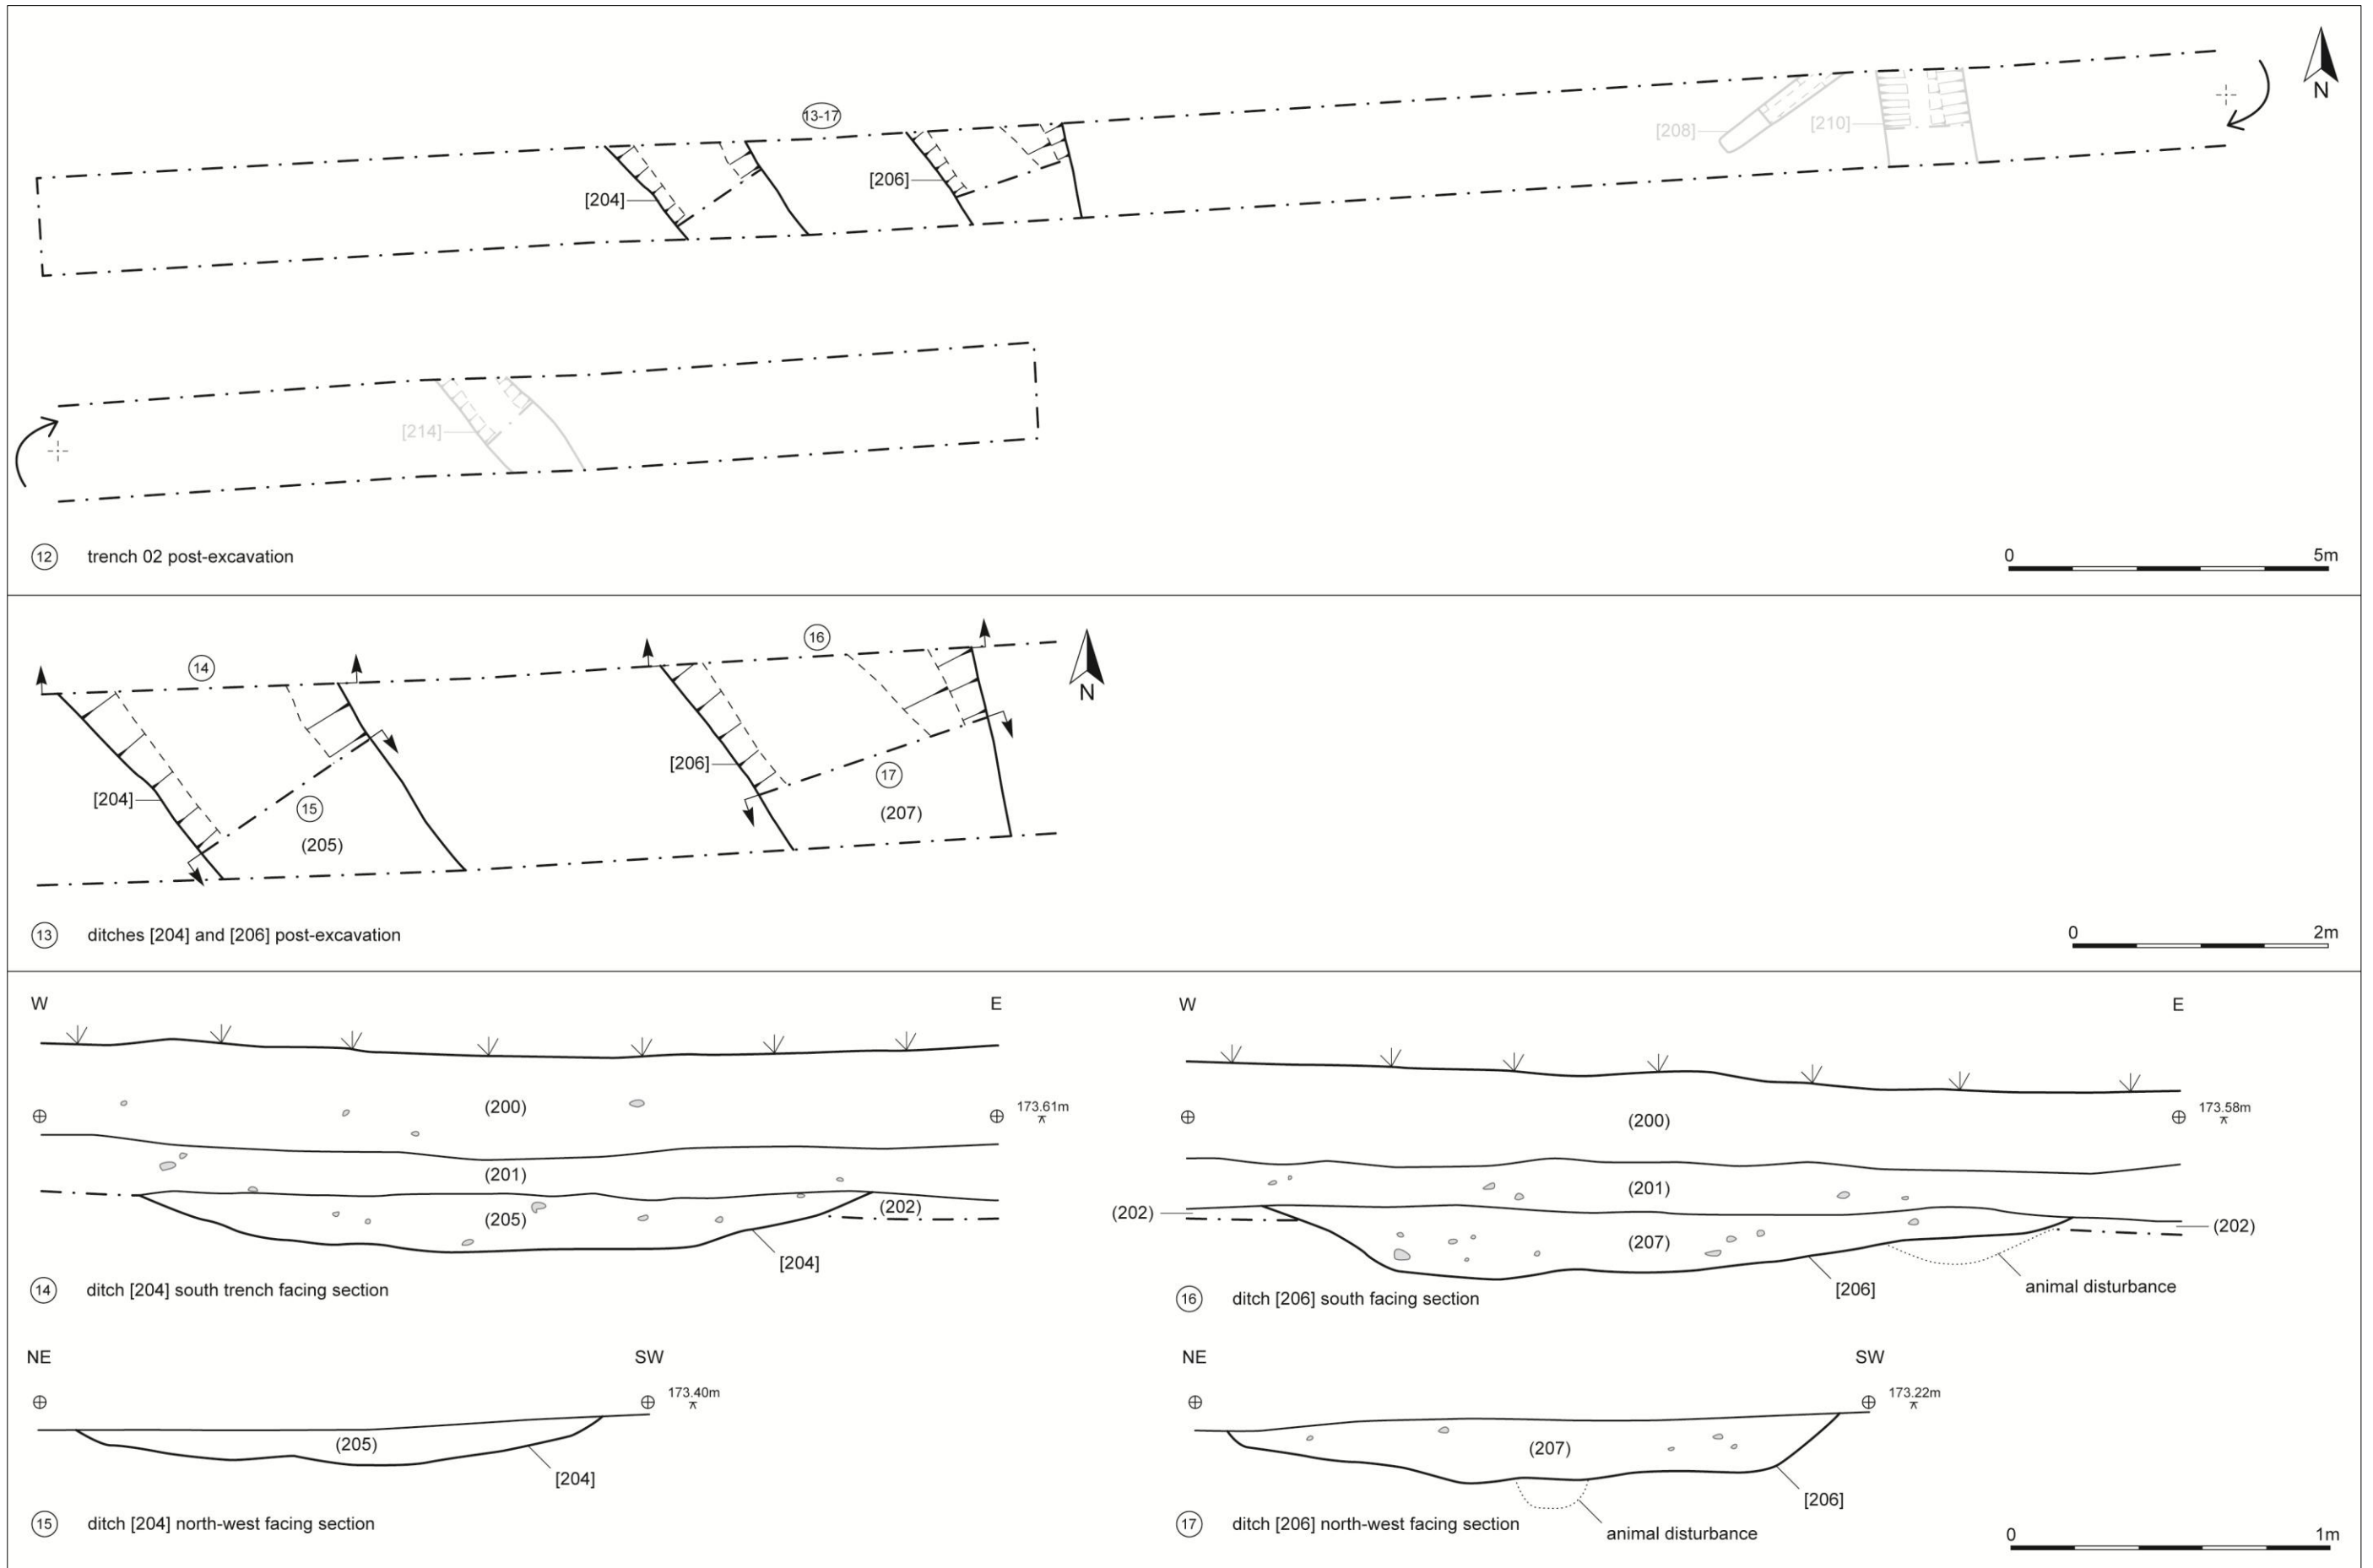 13-17
N
[204]
[206]
[208]
[210]
[214]
12 trench 02 post-excavation
0 5m
14
16
N
[204]
15
(205)
[206]
17
(207)
13 ditches [204] and [206] post-excavation
0 2m
W E
(200)
173.61m
(201)
(205)
(202)
[204]
14 ditch [204] south trench facing section
W E
(200)
173.58m
(201)
(202)
(202)
(207)
[206]
animal disturbance
16 ditch [206] south facing section
NE SW
173.40m
(205)
[204]
15 ditch [204] north-west facing section
NE SW
173.22m
(207)
[206]
animal disturbance
17 ditch [206] north-west facing section
0 1m